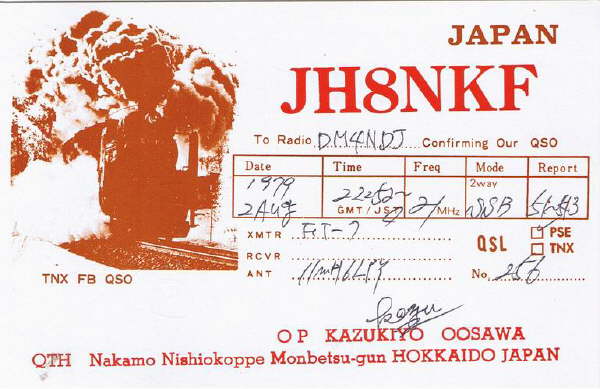 JAPAN
JH8NKF
To Radio DM4NDJ Confirming Our QSO
Date Time Freq Mode Report
1979 2way
2 Aug GMT / JST 21 MHz SSB
XMTR FT-7 QSL PSE
RCVR TNX
ANT No. 256
TNX FB QSO
OP KAZUKIYO OOSAWA
QTH Nakamo Nishiokoppe Monbetsu-gun HOKKAIDO JAPAN